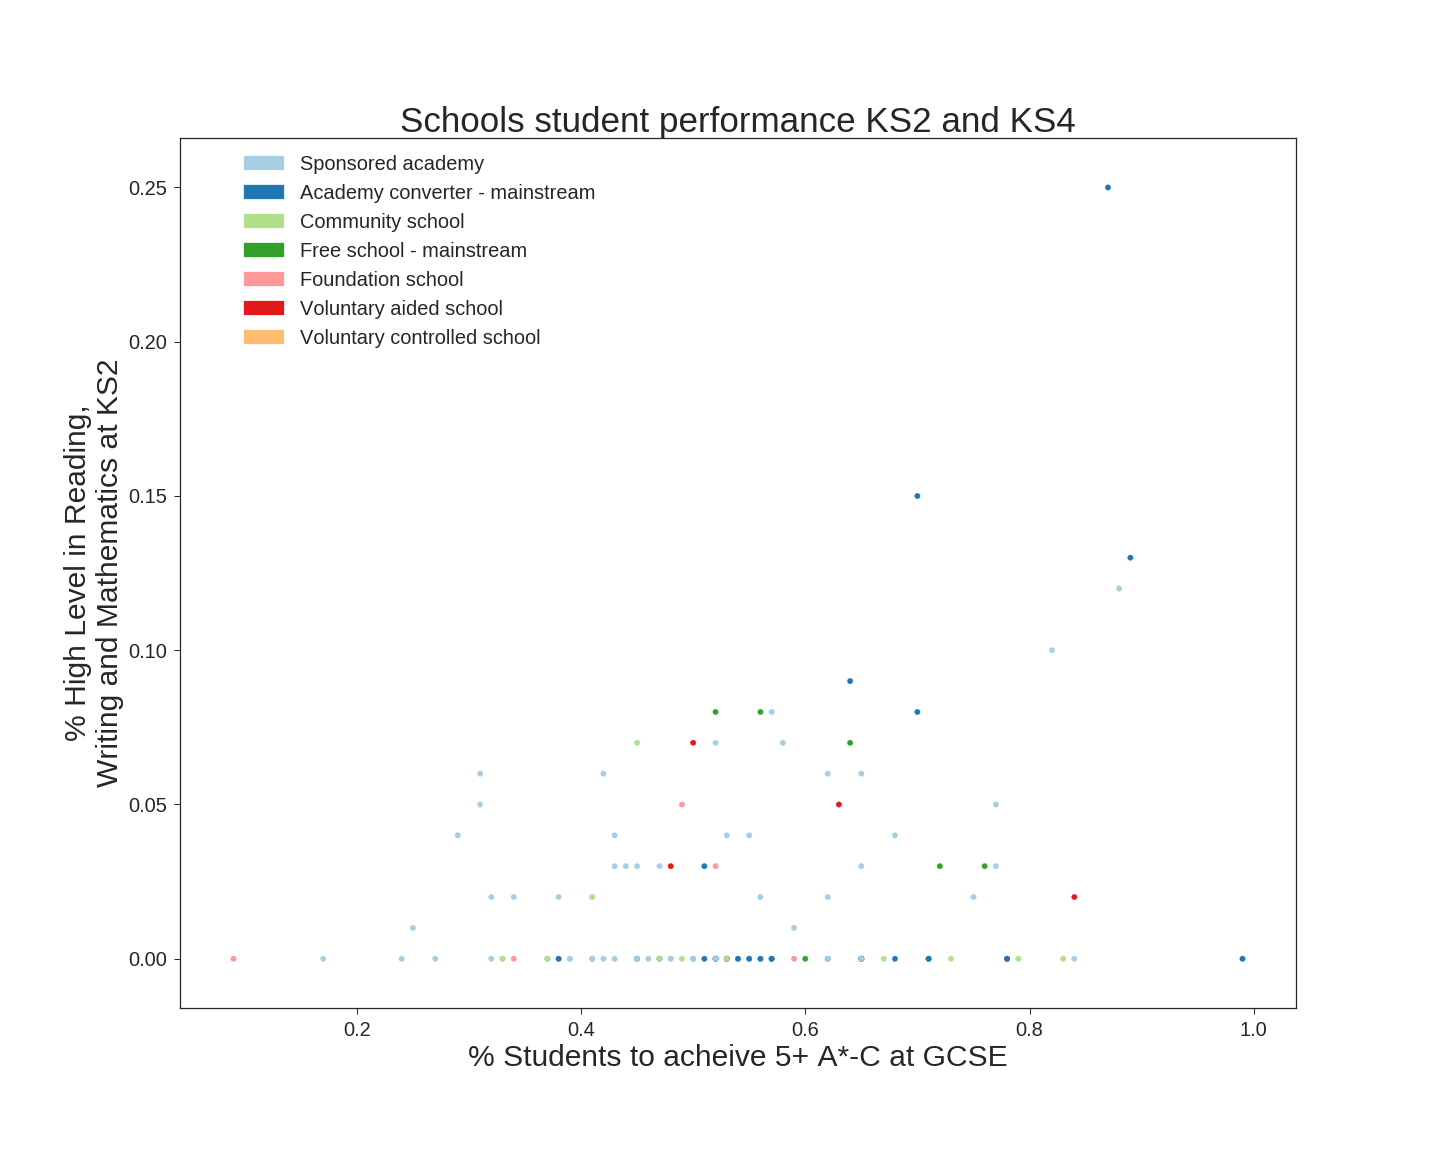 Schools student performance KS2 and KS4
Sponsored academy
Academy converter - mainstream
Community school
Free school - mainstream
Foundation school
Voluntary aided school
Voluntary controlled school
% High Level in Reading,
Writing and Mathematics at KS2
0.25
0.20
0.15
0.10
0.05
0.00
0.2
0.4
0.6
0.8
1.0
% Students to acheive 5+ A*-C at GCSE